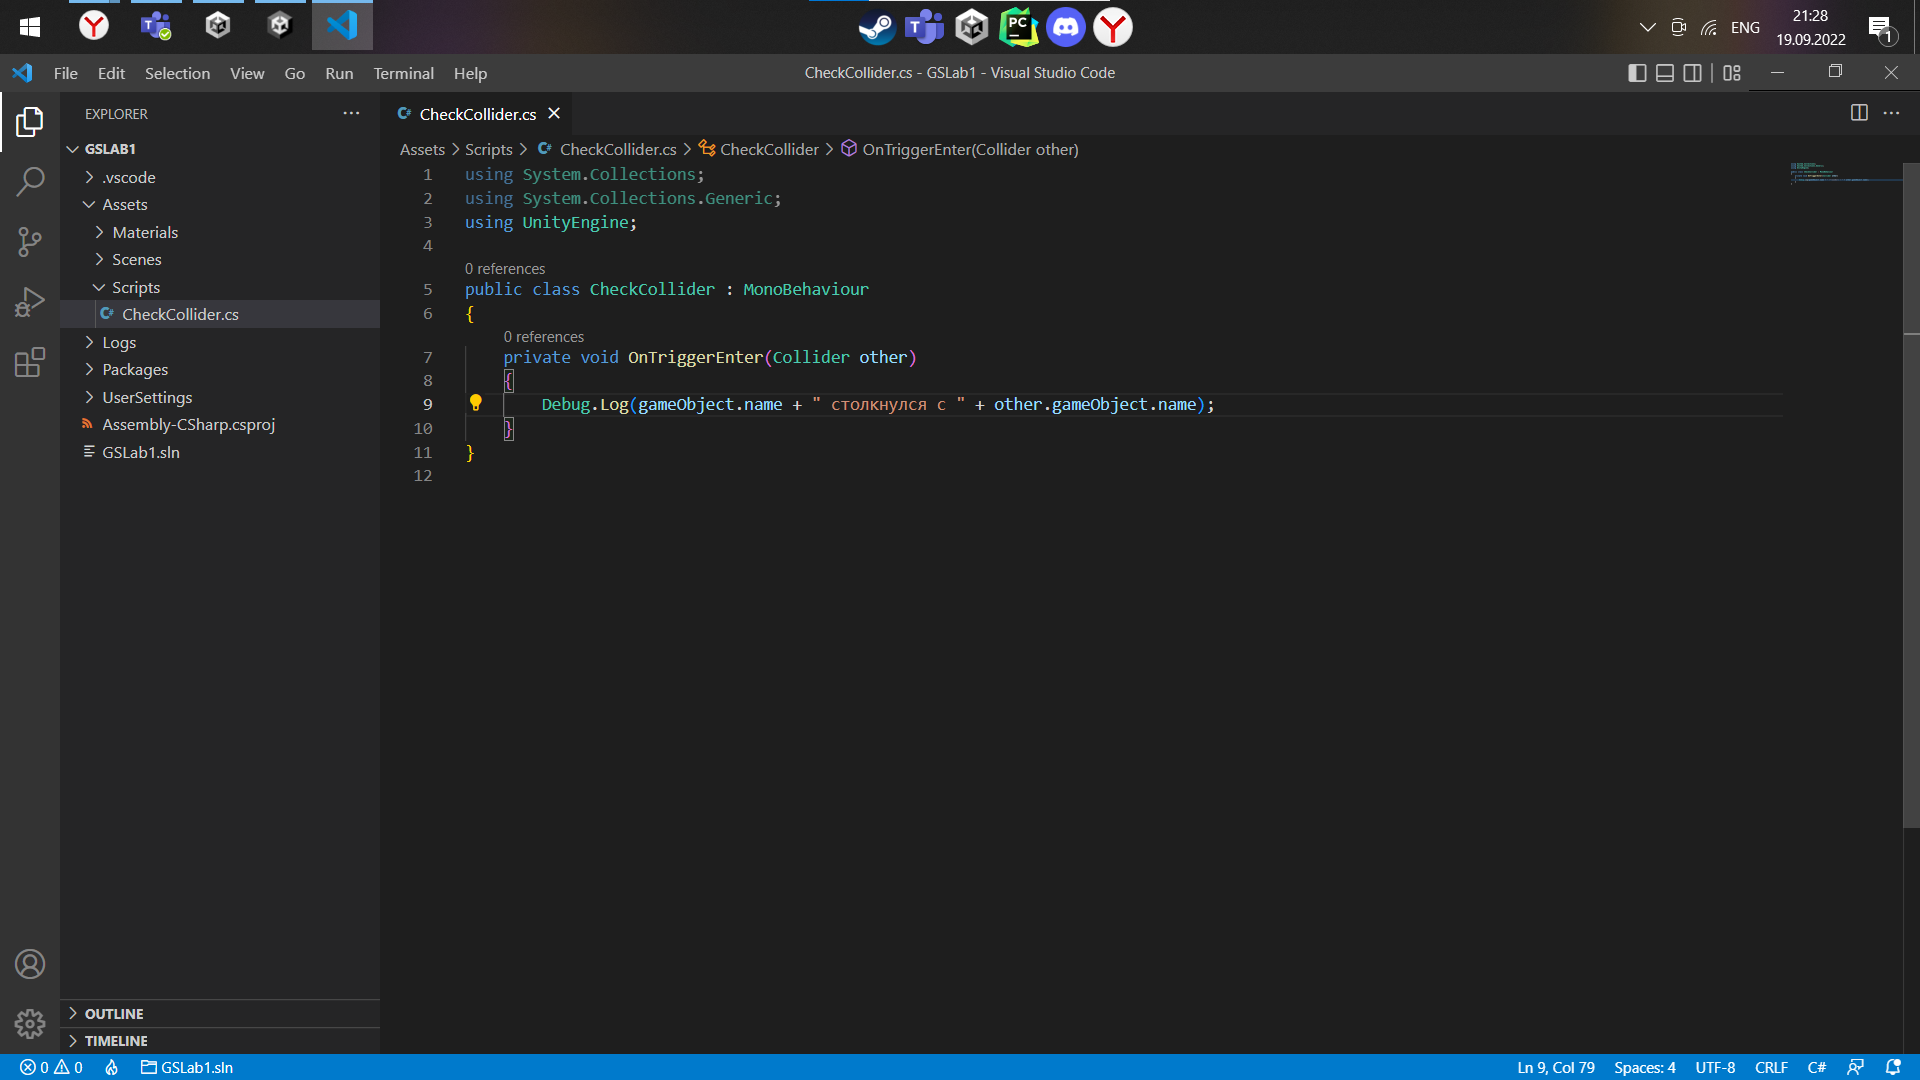 ENG
21:28
19.09.2022
1
PC
File Edit Selection View Go Run Terminal Help
CheckCollider.cs - GSLab1 - Visual Studio Code
EXPLORER
GSLAB1
.vscode
Assets
Materials
Scenes
Scripts
CheckCollider.cs
Logs
Packages
UserSettings
Assembly-CSharp.csproj
GSLab1.sln
OUTLINE
TIMELINE
CheckCollider.cs
Assets > Scripts > CheckCollider.cs > CheckCollider > OnTriggerEnter(Collider other)
1 using System.Collections;
2 using System.Collections.Generic;
3 using UnityEngine;
4
0 references
5 public class CheckCollider : MonoBehaviour
6 {
0 references
7 private void OnTriggerEnter(Collider other)
8 {
9 Debug.Log(gameObject.name + " столкнулся с " + other.gameObject.name);
10 }
11 }
12
0 0 GSLab1.sln
Ln 9, Col 79 Spaces: 4 UTF-8 CRLF C#